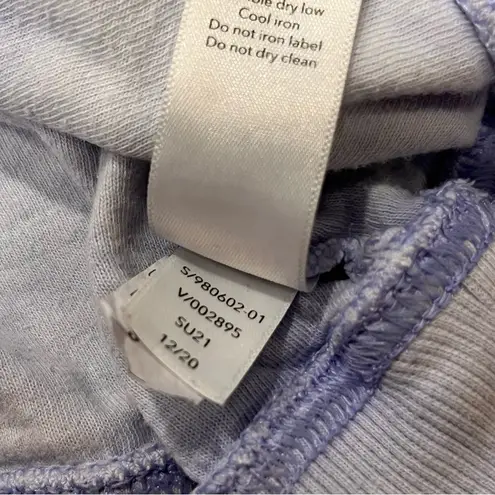 dry low
Cool iron
Do not iron label
Do not dry clean
S/980602-01
V/002895
SU21
12/20